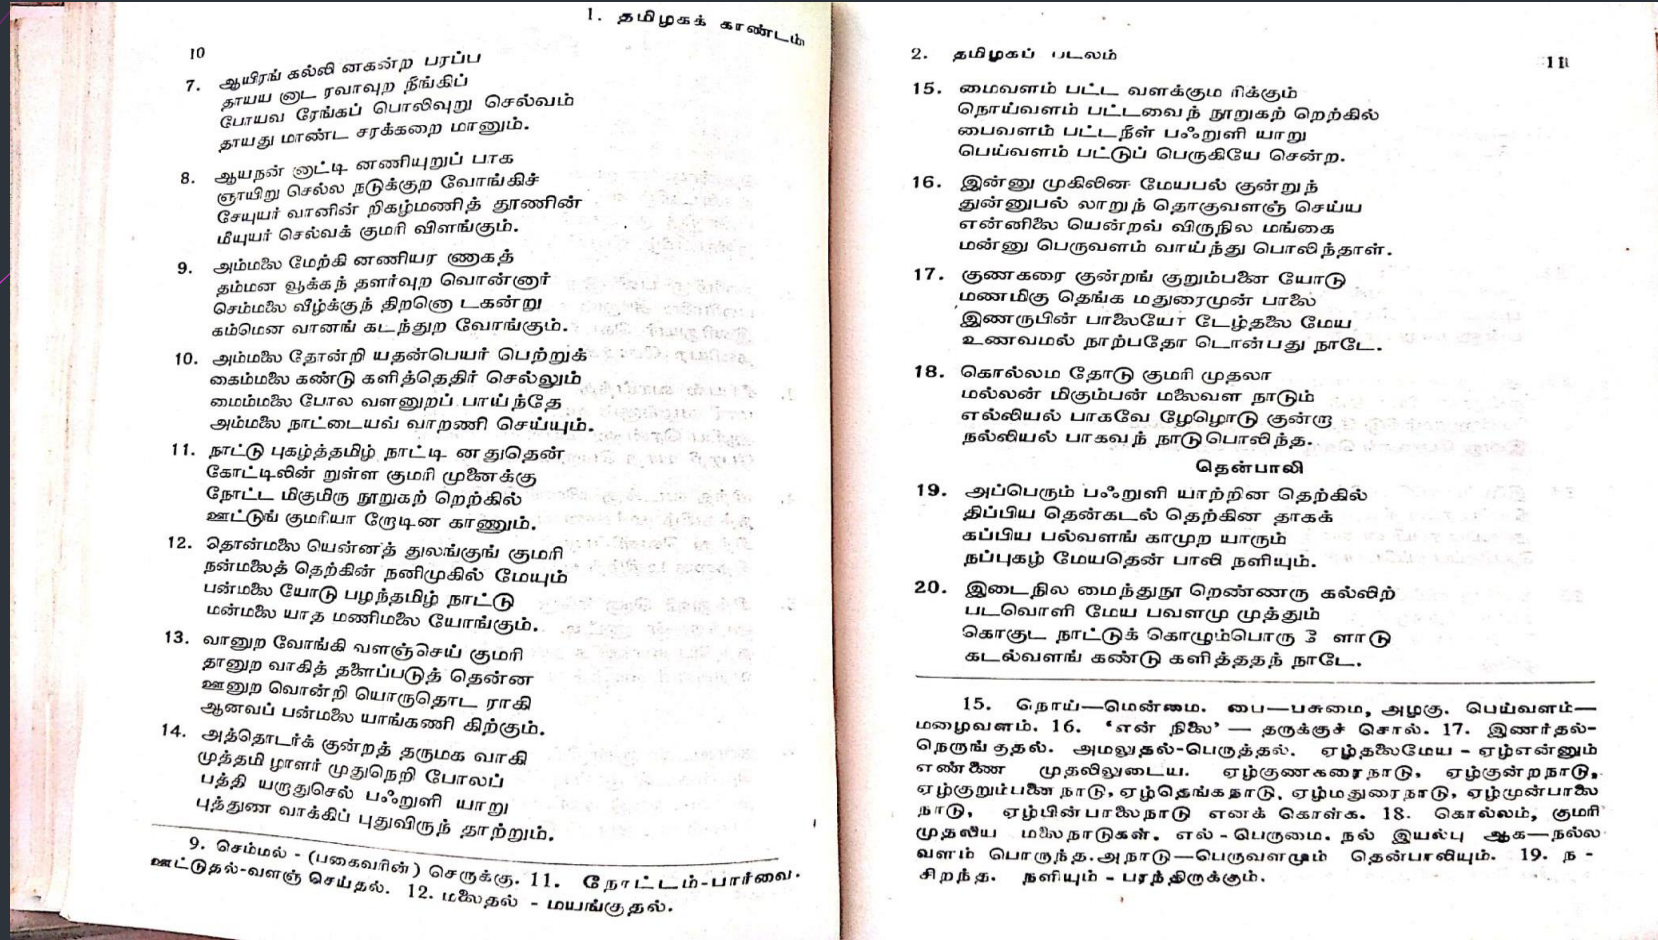 1. தமிழகக் காண்டம்
10
7. ஆயிரங் கல்லி னகன்ற பரப்ப
தாயய னாட ரவாவுற நீங்கிப்
போயவ ரேங்கப் பொலிவுறு செல்வம்
தாயது மாண்ட சரக்கறை மானும்.
8. ஆயநன் னாட்டி னணியுறுப் பாக
ஞாயிறு செல்ல நடுக்குற வோங்கிச்
சேயுயர் வானின் றிகழ்மணித் தூணின்
மீயுயர் செல்வக் குமரி விளங்கும்.
9. அம்மலை மேற்கி னணியர ணாகத்
தம்மன வூக்கந் தளர்வுற வொன்னார்
செம்மலை வீழ்க்குந் திறனொ டகன்று
கம்மென வானங் கடந்துற வோங்கும்.
10. அம்மலை தோன்றி யதன்பெயர் பெற்றுக்
கைம்மலை கண்டு களித்தெதிர் செல்லும்
மைம்மலை போல வளனுறப் பாய்ந்தே
அம்மலை நாட்டையவ் வாறணி செய்யும்.
11. நாட்டு புகழ்த்தமிழ் நாட்டி னதுதென்
கோட்டிலின் றுள்ள குமரி முனைக்கு
நோட்ட மிகுமிரு நூறுகற் றெற்கில்
ஊட்டுங் குமரியா றோடின காணும்.
12. தொன்மலை யென்னத் துலங்குங் குமரி
நன்மலைத் தெற்கின் நனிமுகில் மேயும்
பன்மலை யோடு பழந்தமிழ் நாட்டு
மன்மலை யாத மணிமலை யோங்கும்.
13. வானுற வோங்கி வளஞ்செய் குமரி
தானுற வாகித் தளைப்படுத் தென்ன
ஊனுற வொன்றி யொருதொட ராகி
ஆனவப் பன்மலை யாங்கணி கிற்கும்.
14. அத்தொடர்க் குன்றத் தருமக வாகி
முத்தமி ழாளர் முதுநெறி போலப்
பத்தி யறாதுசெல் பஃறுளி யாறு
புத்துண வாக்கிப் புதுவிருந் தாற்றும்.
9. செம்மல் - (பகைவரின்) செருக்கு. 11. நோட்டம்-பார்வை.
ஊட்டுதல்-வளஞ் செய்தல். 12. மலைதல் - மயங்குதல்.
2. தமிழகப் படலம்
11
15. மைவளம் பட்ட வளக்கும ரிக்கும்
நொய்வளம் பட்டவைந் நூறுகற் றெற்கில்
பைவளம் பட்டநீள் பஃறுளி யாறு
பெய்வளம் பட்டுப் பெருகியே சென்ற.
16. இன்னு முகிலின மேயபல் குன்றுந்
துன்னுபல் லாறுந் தொகுவளஞ் செய்ய
என்னிலை யென்றவ் விருநில மங்கை
மன்னு பெருவளம் வாய்ந்து பொலிந்தாள்.
17. குணகரை குன்றங் குறும்பனை யோடு
மணமிகு தெங்க மதுரைமுன் பாலை
இணருபின் பாலையோ டேழ்தலை மேய
உணவமல் நாற்பதோ டொன்பது நாடே.
18. கொல்லம தோடு குமரி முதலா
மல்லன் மிகும்பன் மலைவள நாடும்
எல்லியல் பாகவே ழேழொடு குன்றா
நல்லியல் பாகவந் நாடுபொலிந்த.
தென்பாலி
19. அப்பெரும் பஃறுளி யாற்றின தெற்கில்
திப்பிய தென்கடல் தெற்கின தாகக்
கப்பிய பல்வளங் காமுற யாரும்
நப்புகழ் மேயதென் பாலி நளியும்.
20. இடைநில மைந்துநூ றெண்ணரு கல்லிற்
படவொளி மேய பவளமு முத்தும்
கொகுட நாட்டுக் கொழும்பொரு ளோடு
கடல்வளங் கண்டு களித்ததந் நாடே.
15. நொய்—மென்மை. பை—பசுமை, அழகு. பெய்வளம்—
மழைவளம். 16. ‘என் நிலை’ — தருக்குச் சொல். 17. இணர்தல்-
நெருங்குதல். அமலுதல்-பெருத்தல். ஏழ்தலைமேய - ஏழ்என்னும்
எண்ணை முதலிலுடைய. ஏழ்குணகரைநாடு, ஏழ்குன்றநாடு,
ஏழ்குறும்பனை நாடு, ஏழ்தெங்கநாடு, ஏழ்மதுரைநாடு, ஏழ்முன்பாலை
நாடு, ஏழ்பின்பாலைநாடு எனக் கொள்க. 18. கொல்லம், குமரி
முதலிய மலைநாடுகள். எல் - பெருமை. நல் இயல்பு ஆக—நல்ல
வளம் பொருந்த.அநாடு—பெருவளமும் தென்பாலியும். 19. ந -
சிறந்த. நளியும் - பரந்திருக்கும்.